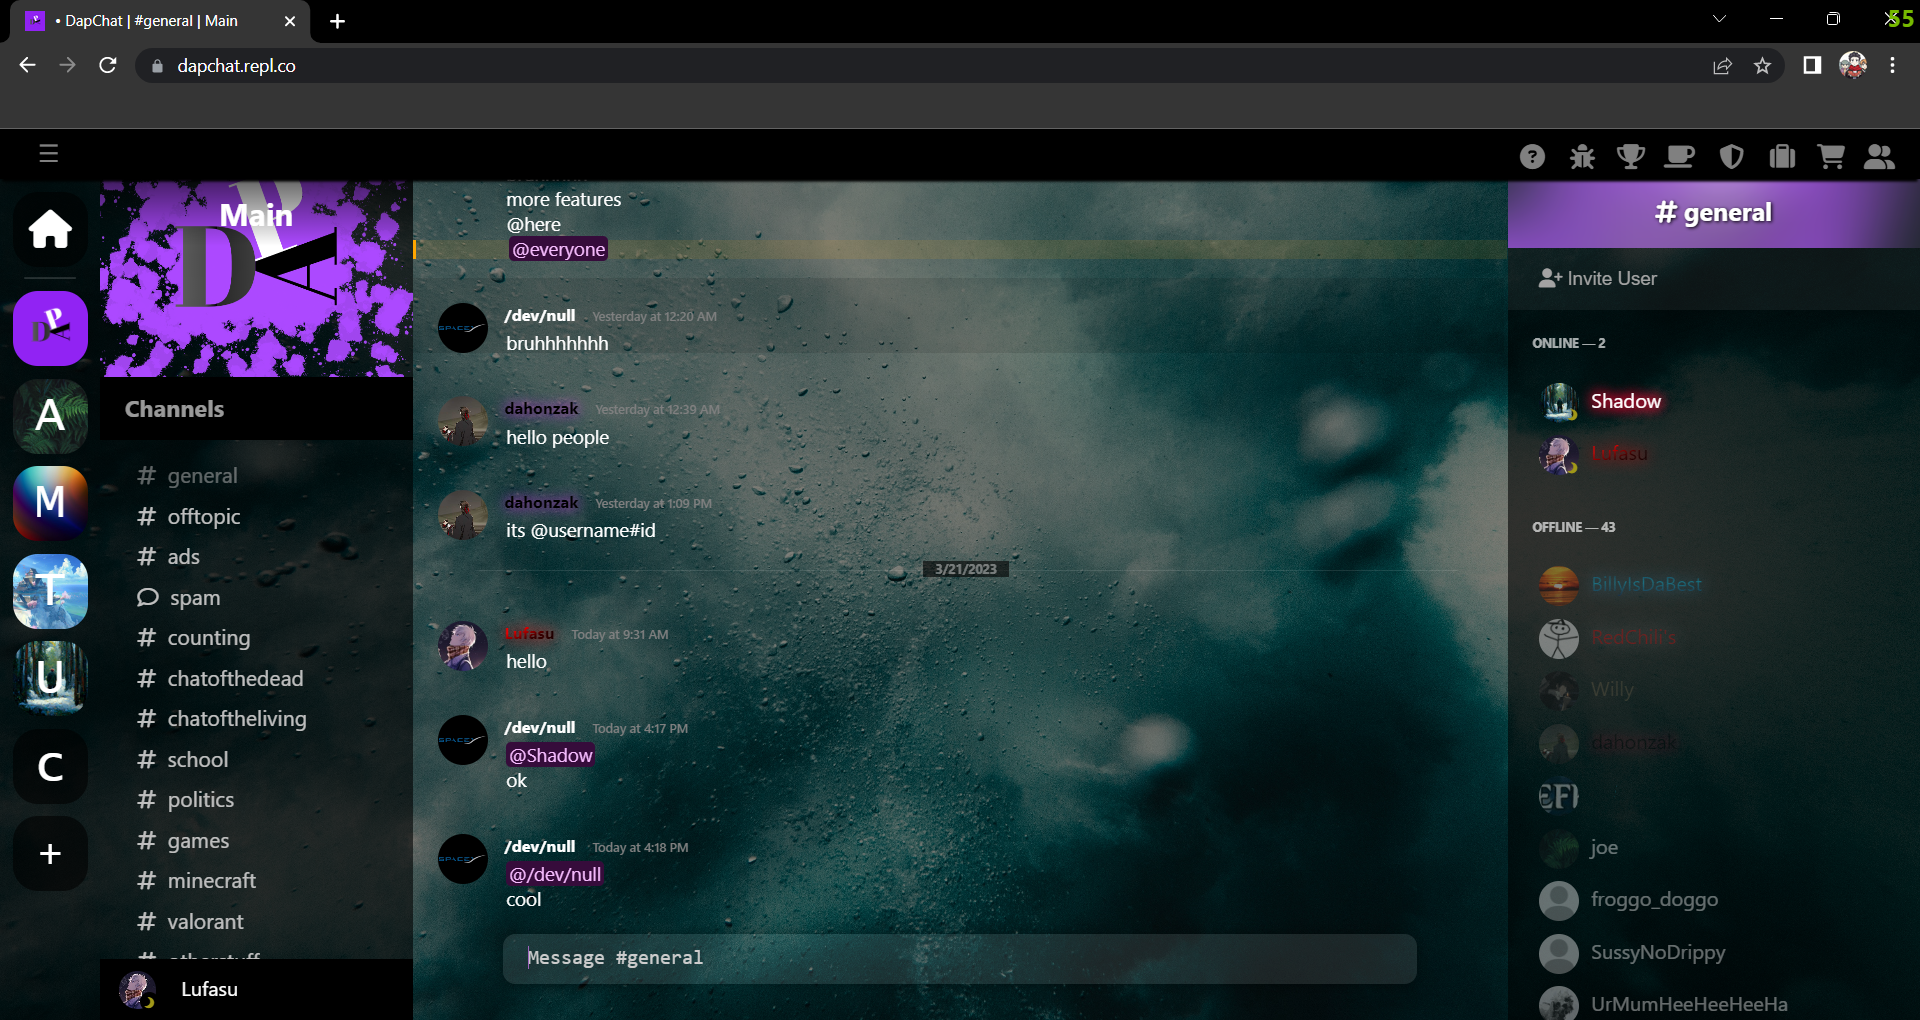 • DapChat | #general | Main
55
dapchat.repl.co
Main
DPA
DPA
A
M
T
U
C
+
Channels
# general
# offtopic
# ads
spam
# counting
# chatofthedead
# chatoftheliving
# school
# politics
# games
# minecraft
# valorant
Lufasu
more features
@here
@everyone
/dev/null Yesterday at 12:20 AM
bruhhhhhhh
dahonzak Yesterday at 12:39 AM
hello people
dahonzak Yesterday at 1:09 PM
its @username#id
3/21/2023
Lufasu Today at 9:31 AM
hello
/dev/null Today at 4:17 PM
@Shadow
ok
/dev/null Today at 4:18 PM
@/dev/null
cool
Message #general
# general
Invite User
ONLINE — 2
Shadow
Lufasu
OFFLINE — 43
BillyIsDaBest
RedChili's
Willy
dahonzak
joe
froggo_doggo
SussyNoDrippy
UrMumHeeHeeHeeHa